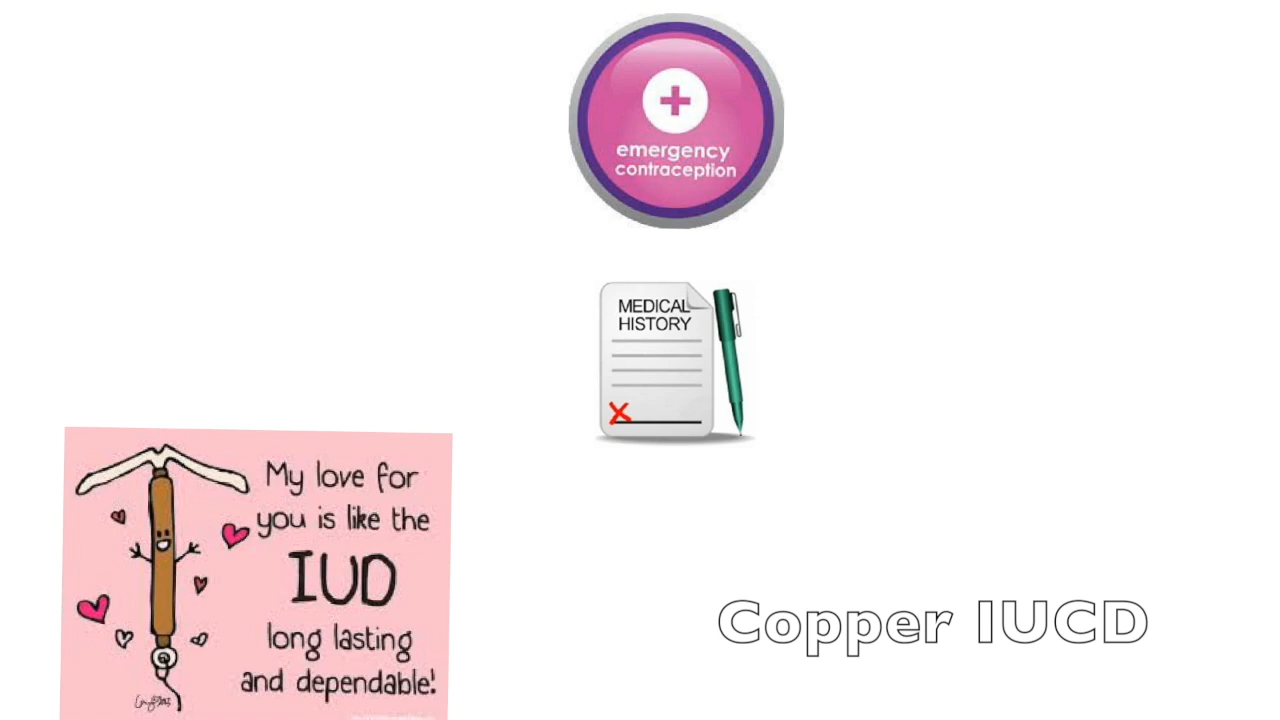 emergency
contraception
MEDICAL
HISTORY
My love for
you is like the
IUD
long lasting
and dependable!
Copper IUCD